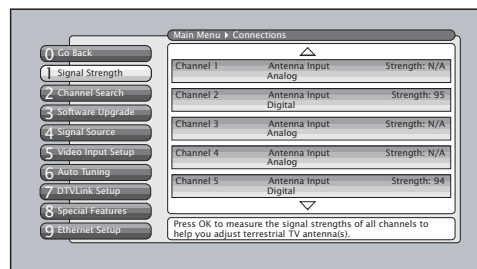 Main Menu ▸ Connections
0 Go Back
1 Signal Strength
2 Channel Search
3 Software Upgrade
4 Signal Source
5 Video Input Setup
6 Auto Tuning
7 DTVLink Setup
8 Special Features
9 Ethernet Setup
Channel 1 Antenna Input Strength: N/A
Analog
Channel 2 Antenna Input Strength: 95
Digital
Channel 3 Antenna Input Strength: N/A
Analog
Channel 4 Antenna Input Strength: N/A
Analog
Channel 5 Antenna Input Strength: 94
Digital
Press OK to measure the signal strengths of all channels to
help you adjust terrestrial TV antenna(s).